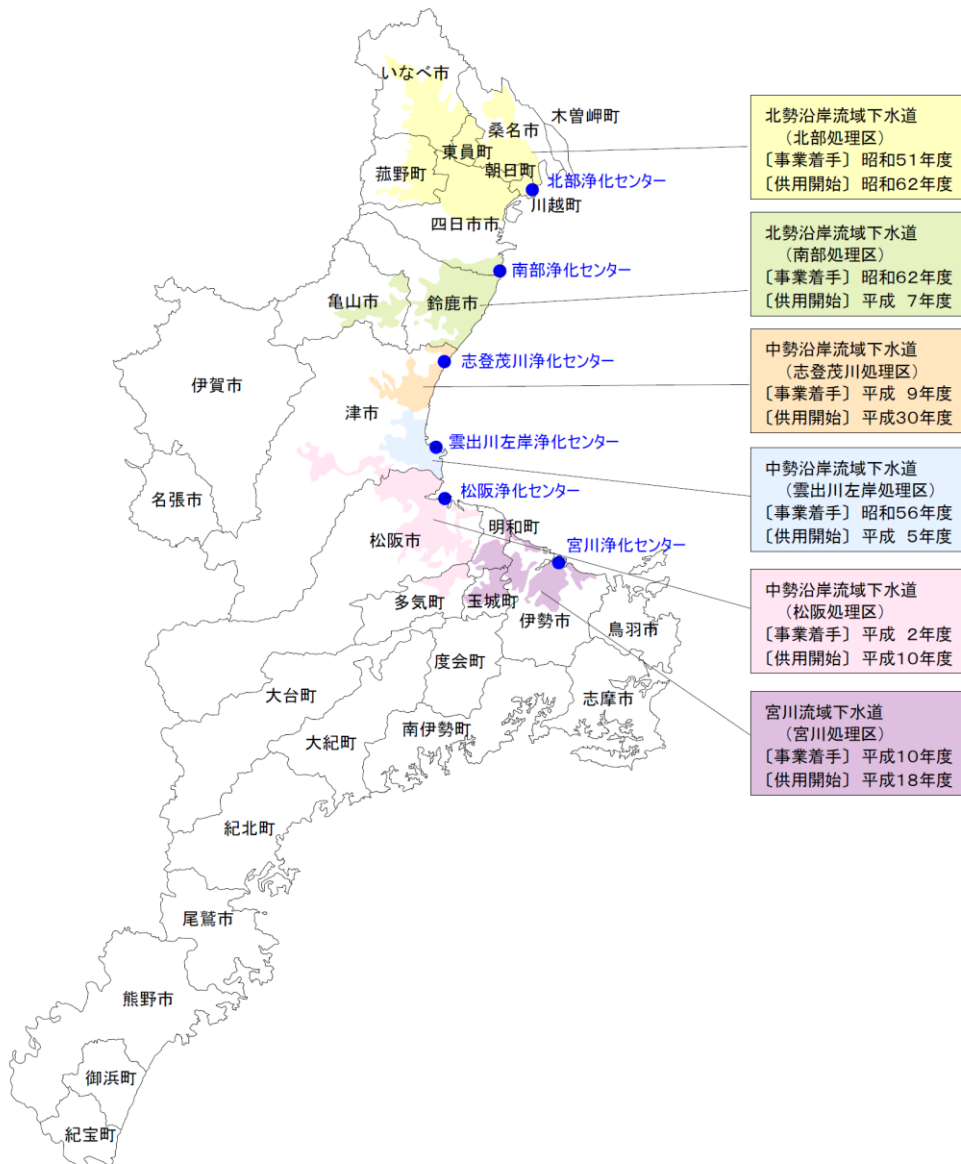 いなべ市
木曽岬町
桑名市
東員町
朝日町
菰野町
北部浄化センター
川越町
四日市市
南部浄化センター
亀山市
鈴鹿市
志登茂川浄化センター
伊賀市
津市
雲出川左岸浄化センター
名張市
松阪浄化センター
明和町
松阪市
宮川浄化センター
多気町
玉城町
伊勢市
鳥羽市
度会町
大台町
志摩市
南伊勢町
大紀町
紀北町
尾鷲市
熊野市
御浜町
紀宝町
北勢沿岸流域下水道
(北部処理区)
〔事業着手〕 昭和51年度
〔供用開始〕 昭和62年度
北勢沿岸流域下水道
(南部処理区)
〔事業着手〕 昭和62年度
〔供用開始〕 平成 7年度
中勢沿岸流域下水道
(志登茂川処理区)
〔事業着手〕 平成 9年度
〔供用開始〕 平成30年度
中勢沿岸流域下水道
(雲出川左岸処理区)
〔事業着手〕 昭和56年度
〔供用開始〕 平成 5年度
中勢沿岸流域下水道
(松阪処理区)
〔事業着手〕 平成 2年度
〔供用開始〕 平成10年度
宮川流域下水道
(宮川処理区)
〔事業着手〕 平成10年度
〔供用開始〕 平成18年度